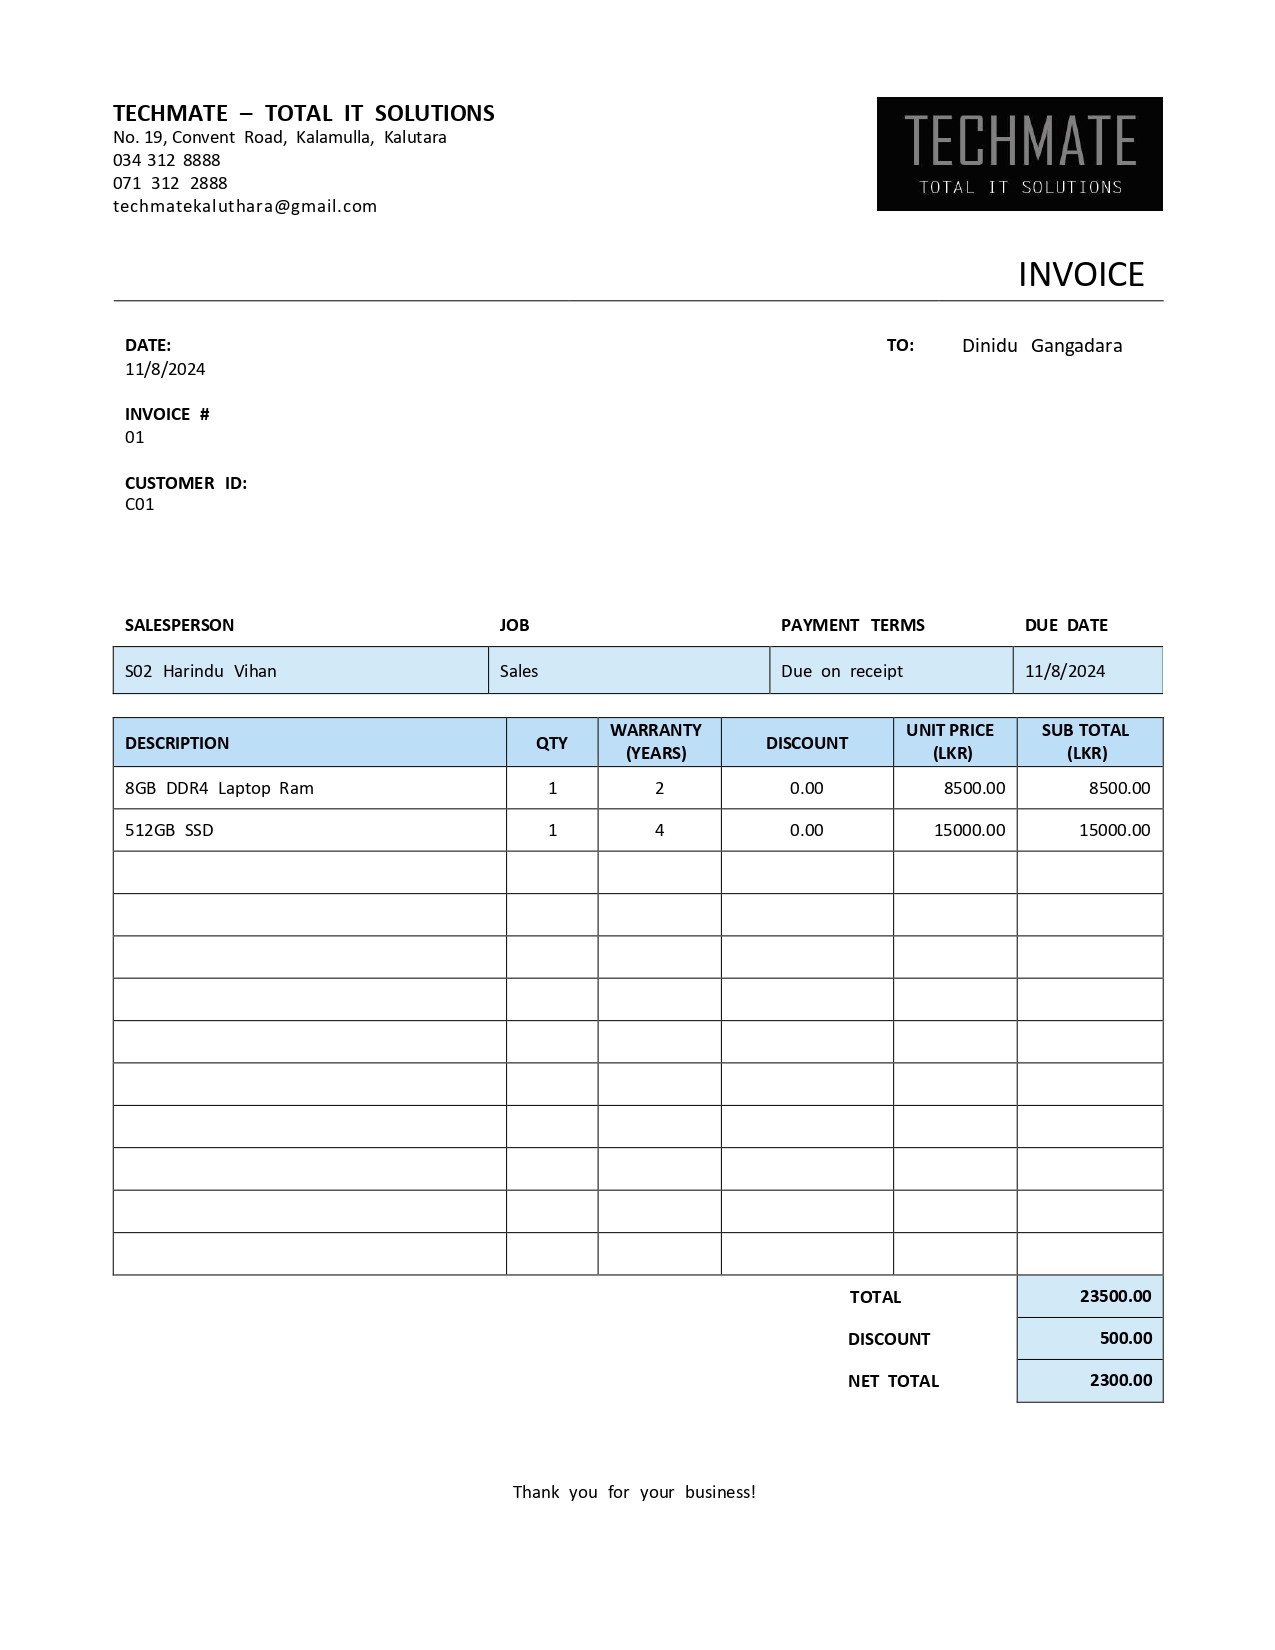 TECHMATE – TOTAL IT SOLUTIONS
No. 19, Convent Road, Kalamulla, Kalutara
034 312 8888
071 312 2888
techmatekaluthara@gmail.com
TECHMATE
TOTAL IT SOLUTIONS
INVOICE
DATE:
11/8/2024
TO: Dinidu Gangadara
INVOICE #
01
CUSTOMER ID:
C01
SALESPERSON JOB PAYMENT TERMS DUE DATE
S02 Harindu Vihan Sales Due on receipt 11/8/2024
DESCRIPTION QTY WARRANTY (YEARS) DISCOUNT UNIT PRICE (LKR) SUB TOTAL (LKR)
8GB DDR4 Laptop Ram 1 2 0.00 8500.00 8500.00
512GB SSD 1 4 0.00 15000.00 15000.00
TOTAL 23500.00
DISCOUNT 500.00
NET TOTAL 2300.00
Thank you for your business!